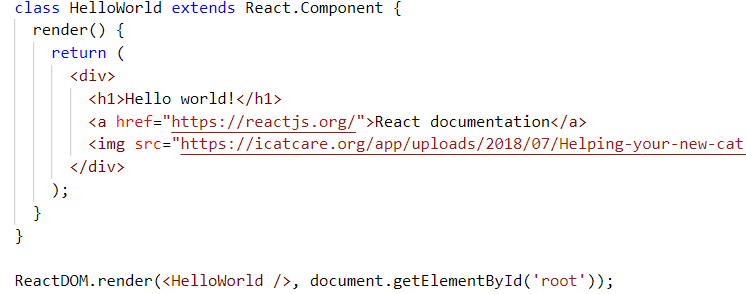 class HelloWorld extends React.Component {
render() {
return (
<div>
<h1>Hello world!</h1>
<a href="https://reactjs.org/">React documentation</a>
<img src="https://icatcare.org/app/uploads/2018/07/Helping-your-new-cat
</div>
);
}
}
ReactDOM.render(<HelloWorld />, document.getElementById('root'));